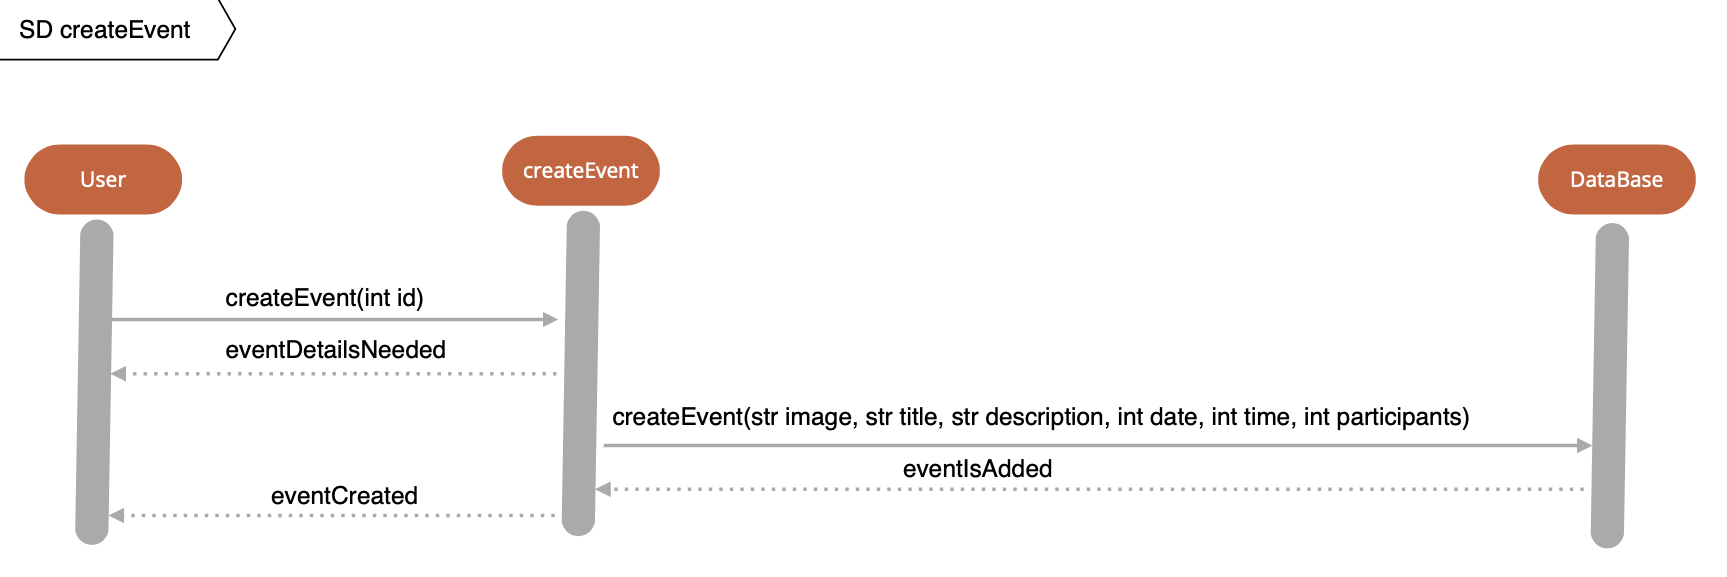 SD createEvent
User
createEvent
DataBase
createEvent(int id)
eventDetailsNeeded
createEvent(str image, str title, str description, int date, int time, int participants)
eventIsAdded
eventCreated